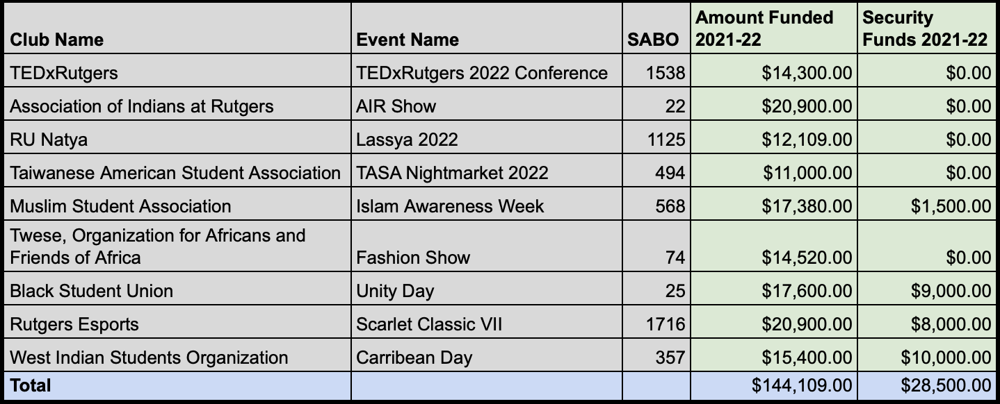 Club Name Event Name SABO Amount Funded 2021-22 Security Funds 2021-22
TEDxRutgers TEDxRutgers 2022 Conference 1538 $14,300.00 $0.00
Association of Indians at Rutgers AIR Show 22 $20,900.00 $0.00
RU Natya Lassya 2022 1125 $12,109.00 $0.00
Taiwanese American Student Association TASA Nightmarket 2022 494 $11,000.00 $0.00
Muslim Student Association Islam Awareness Week 568 $17,380.00 $1,500.00
Twese, Organization for Africans and
Friends of Africa Fashion Show 74 $14,520.00 $0.00
Black Student Union Unity Day 25 $17,600.00 $9,000.00
Rutgers Esports Scarlet Classic VII 1716 $20,900.00 $8,000.00
West Indian Students Organization Carribean Day 357 $15,400.00 $10,000.00
Total $144,109.00 $28,500.00